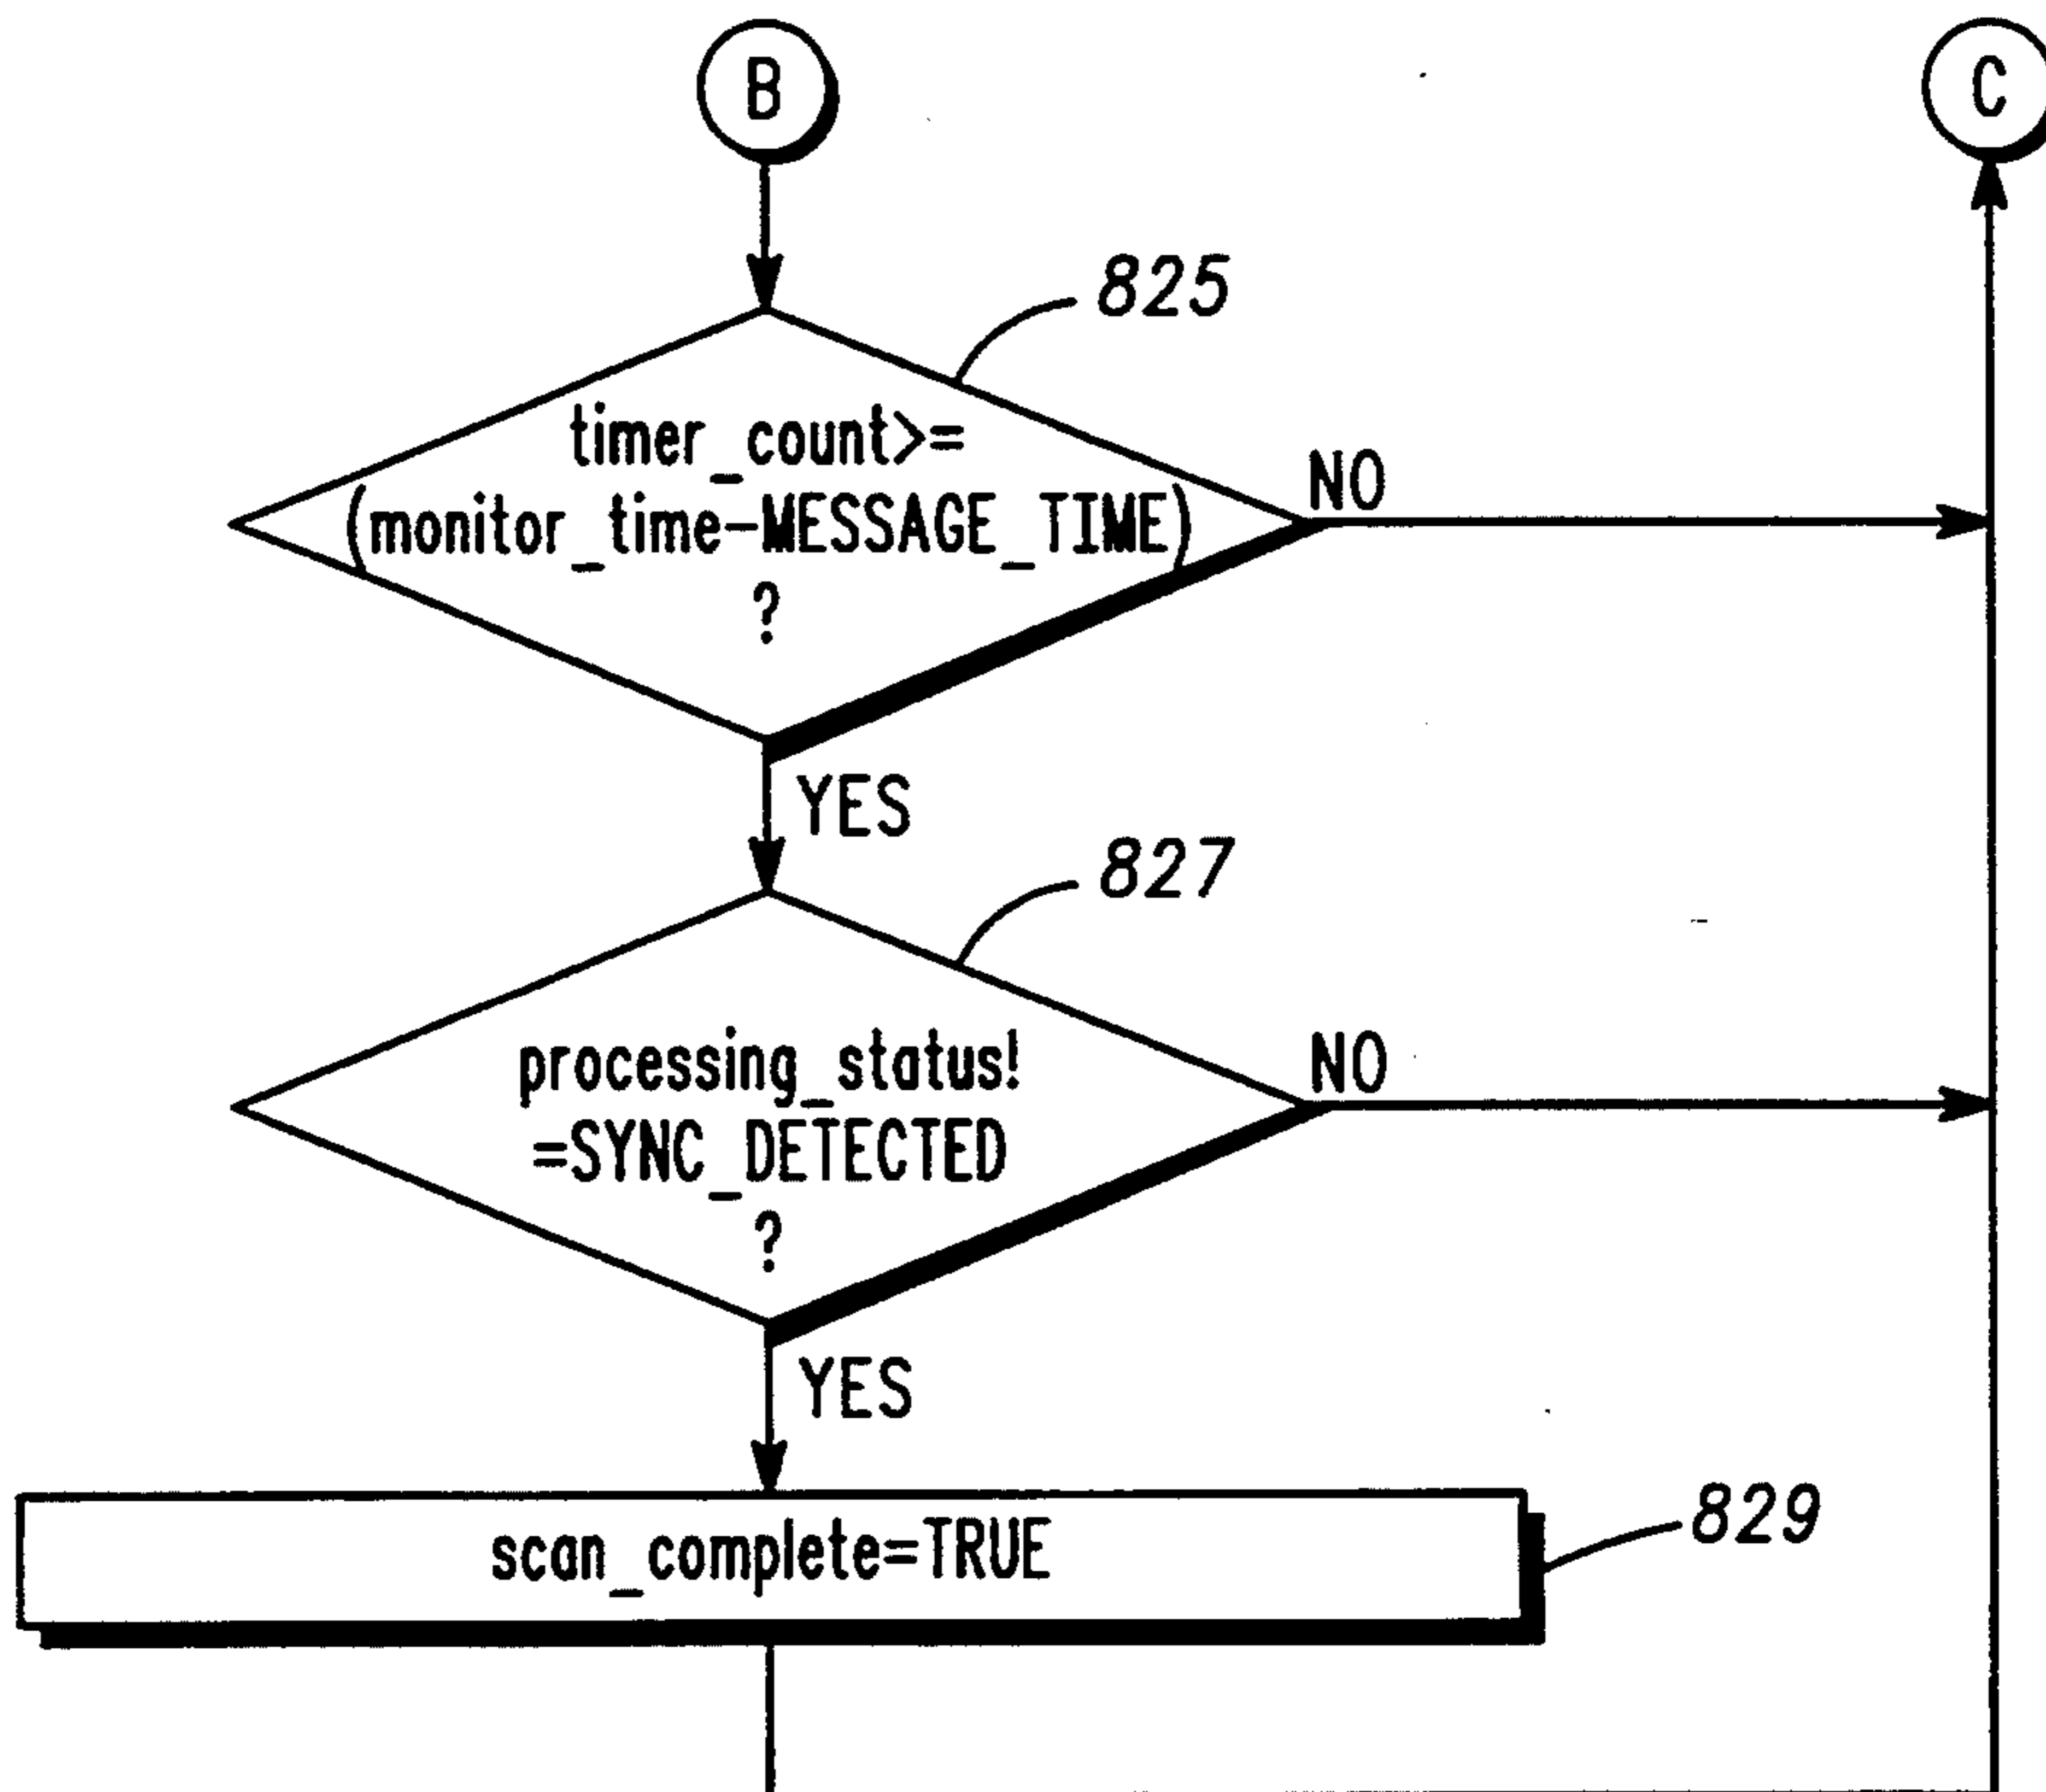 B
C
825
timer_count>=
(monitor_time-MESSAGE_TIME)
?
NO
YES
827
processing_status!
=SYNC_DETECTED
?
NO
YES
829
scan_complete=TRUE